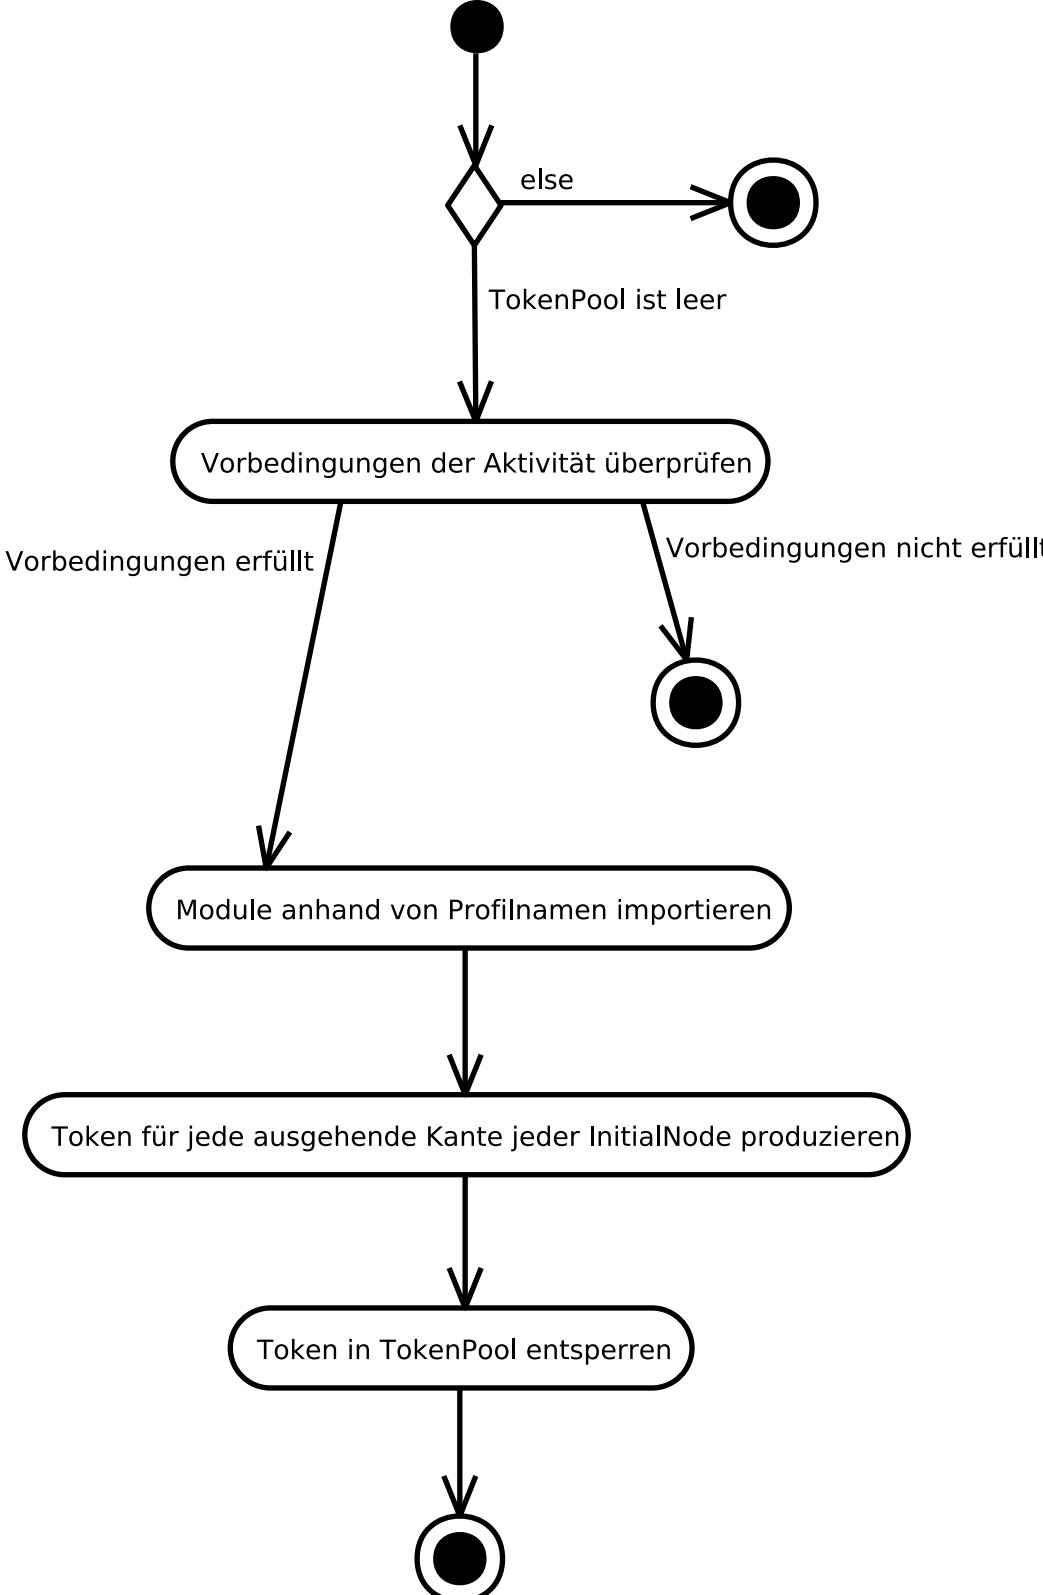 else
TokenPool ist leer
Vorbedingungen der Aktivität überprüfen
Vorbedingungen nicht erfüllt
Vorbedingungen erfüllt
Module anhand von Profilnamen importieren
Token für jede ausgehende Kante jeder InitialNode produzieren
Token in TokenPool entsperren